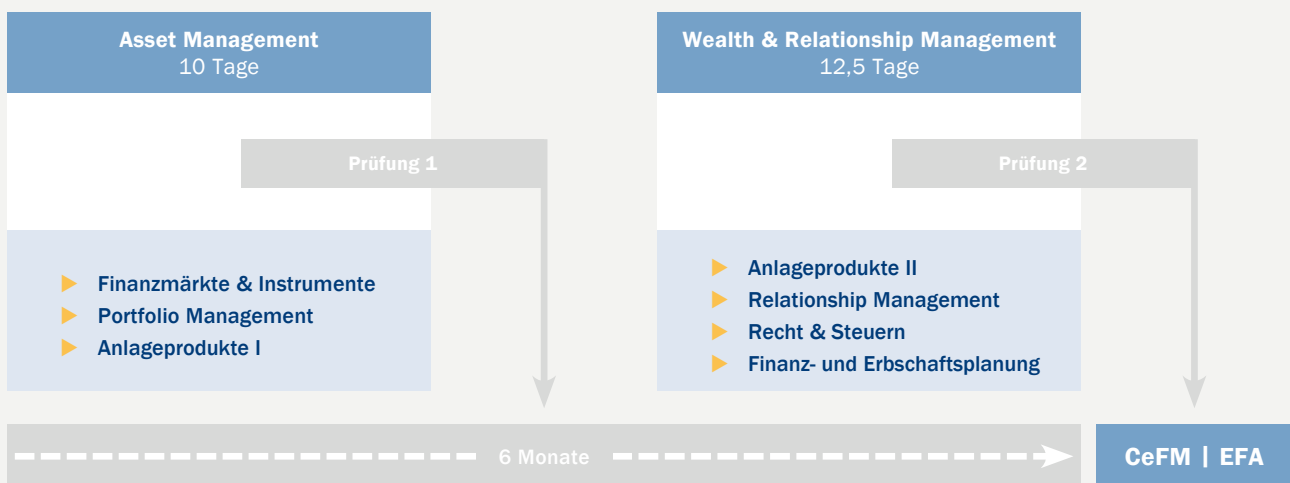 Asset Management
10 Tage
Prüfung 1
Finanzmärkte & Instrumente
Portfolio Management
Anlageprodukte I
Wealth & Relationship Management
12,5 Tage
Prüfung 2
Anlageprodukte II
Relationship Management
Recht & Steuern
Finanz- und Erbschaftsplanung
6 Monate
CeFM | EFA